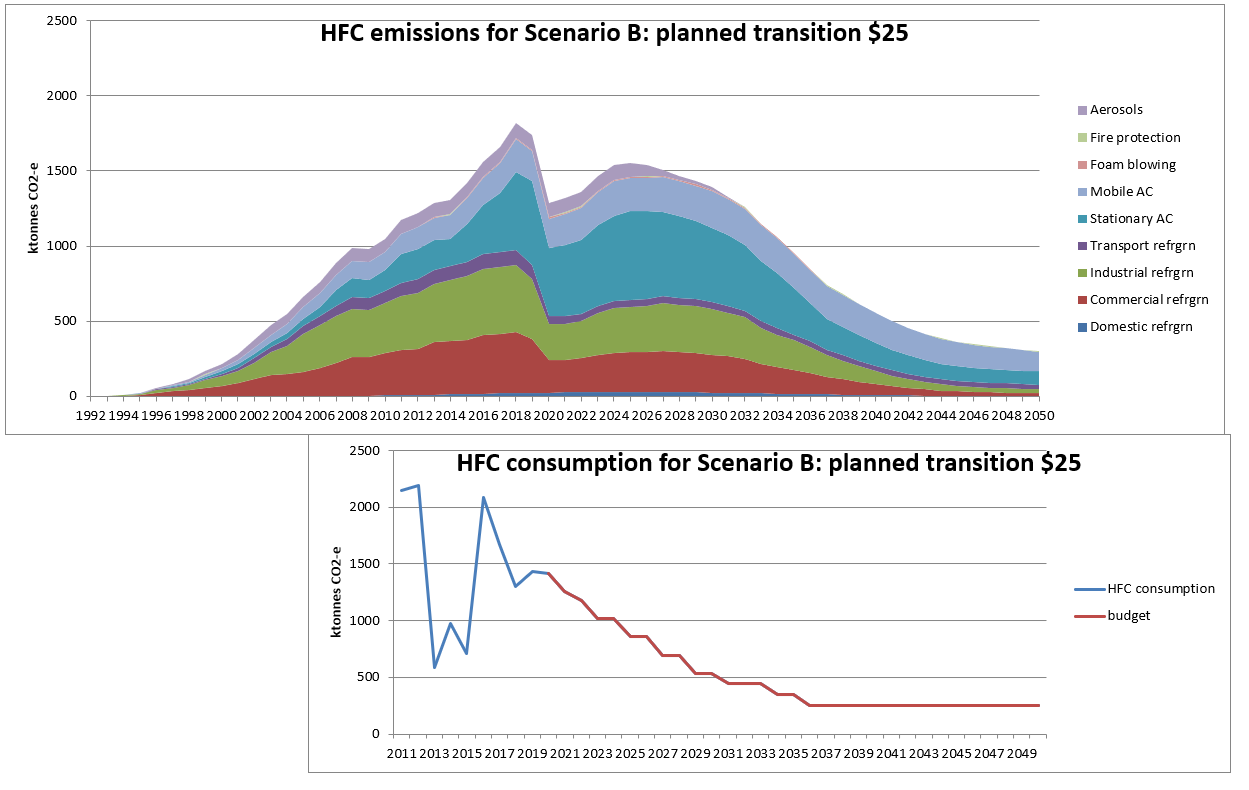 HFC emissions for Scenario B: planned transition $25
2500
2000
1500
1000
500
0
ktonnes CO2-e
1992 1994 1996 1998 2000 2002 2004 2006 2008 2010 2012 2014 2016 2018 2020 2022 2024 2026 2028 2030 2032 2034 2036 2038 2040 2042 2044 2046 2048 2050
Aerosols
Fire protection
Foam blowing
Mobile AC
Stationary AC
Transport refrgrn
Industrial refrgrn
Commercial refrgrn
Domestic refrgrn
HFC consumption for Scenario B: planned transition $25
2500
2000
1500
1000
500
0
ktonnes CO2-e
2011 2013 2015 2017 2019 2021 2023 2025 2027 2029 2031 2033 2035 2037 2039 2041 2043 2045 2047 2049
HFC consumption
budget